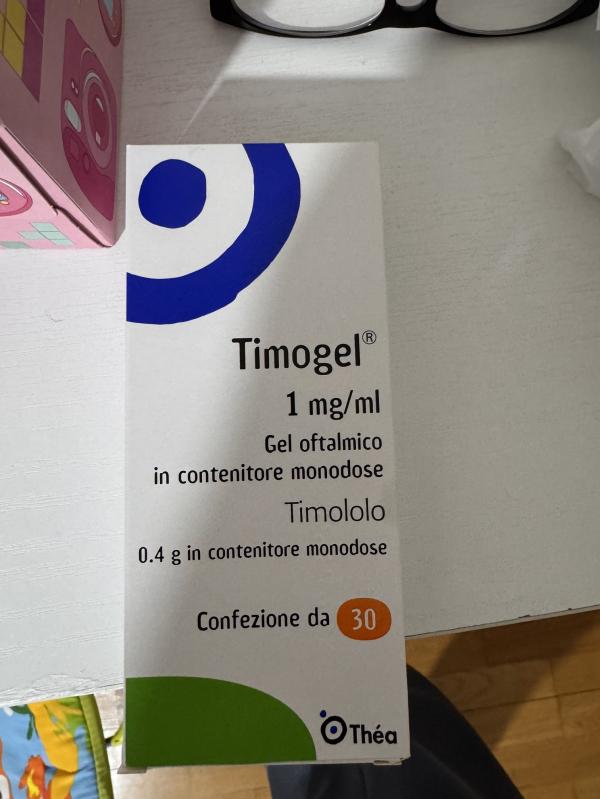 Timogel®
1 mg/ml
Gel oftalmico
in contenitore monodose
Timololo
0.4 g in contenitore monodose
Confezione da 30
Théa